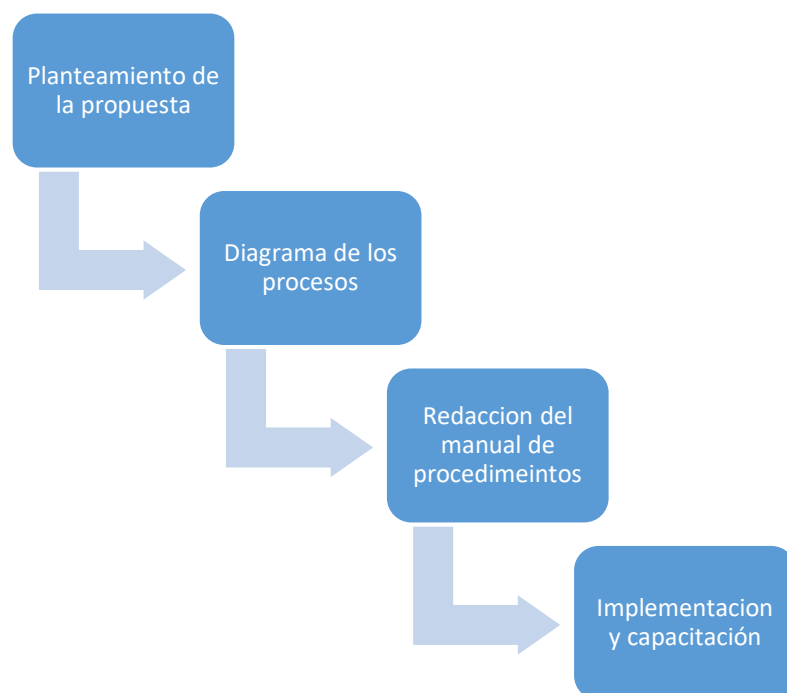 Planteamiento de
la propuesta
Diagrama de los
procesos
Redaccion del
manual de
procedimeintos
Implementacion
y capacitación